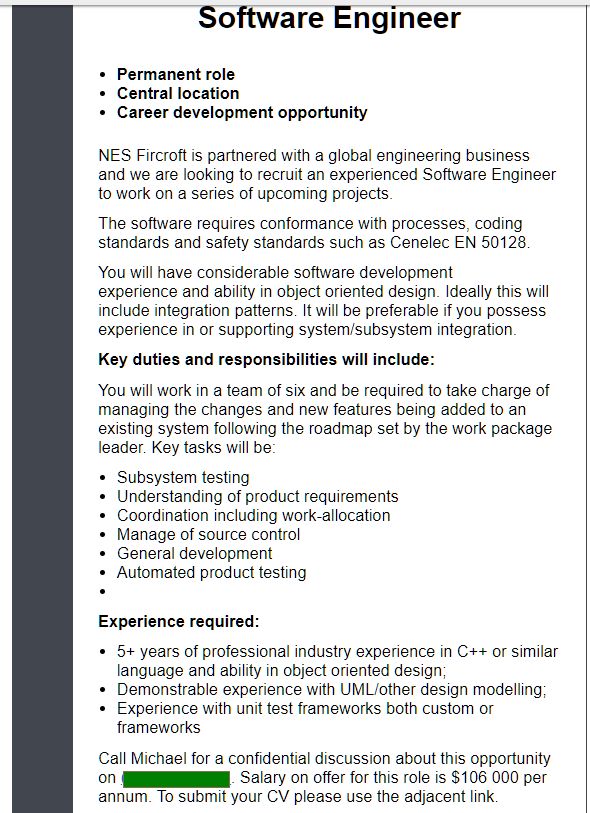 Software Engineer
• Permanent role
• Central location
• Career development opportunity
NES Fircroft is partnered with a global engineering business
and we are looking to recruit an experienced Software Engineer
to work on a series of upcoming projects.
The software requires conformance with processes, coding
standards and safety standards such as Cenelec EN 50128.
You will have considerable software development
experience and ability in object oriented design. Ideally this will
include integration patterns. It will be preferable if you possess
experience in or supporting system/subsystem integration.
Key duties and responsibilities will include:
You will work in a team of six and be required to take charge of
managing the changes and new features being added to an
existing system following the roadmap set by the work package
leader. Key tasks will be:
• Subsystem testing
• Understanding of product requirements
• Coordination including work-allocation
• Manage of source control
• General development
• Automated product testing
•
Experience required:
• 5+ years of professional industry experience in C++ or similar
language and ability in object oriented design;
• Demonstrable experience with UML/other design modelling;
• Experience with unit test frameworks both custom or
frameworks
Call Michael for a confidential discussion about this opportunity
on ( . Salary on offer for this role is $106 000 per
annum. To submit your CV please use the adjacent link.